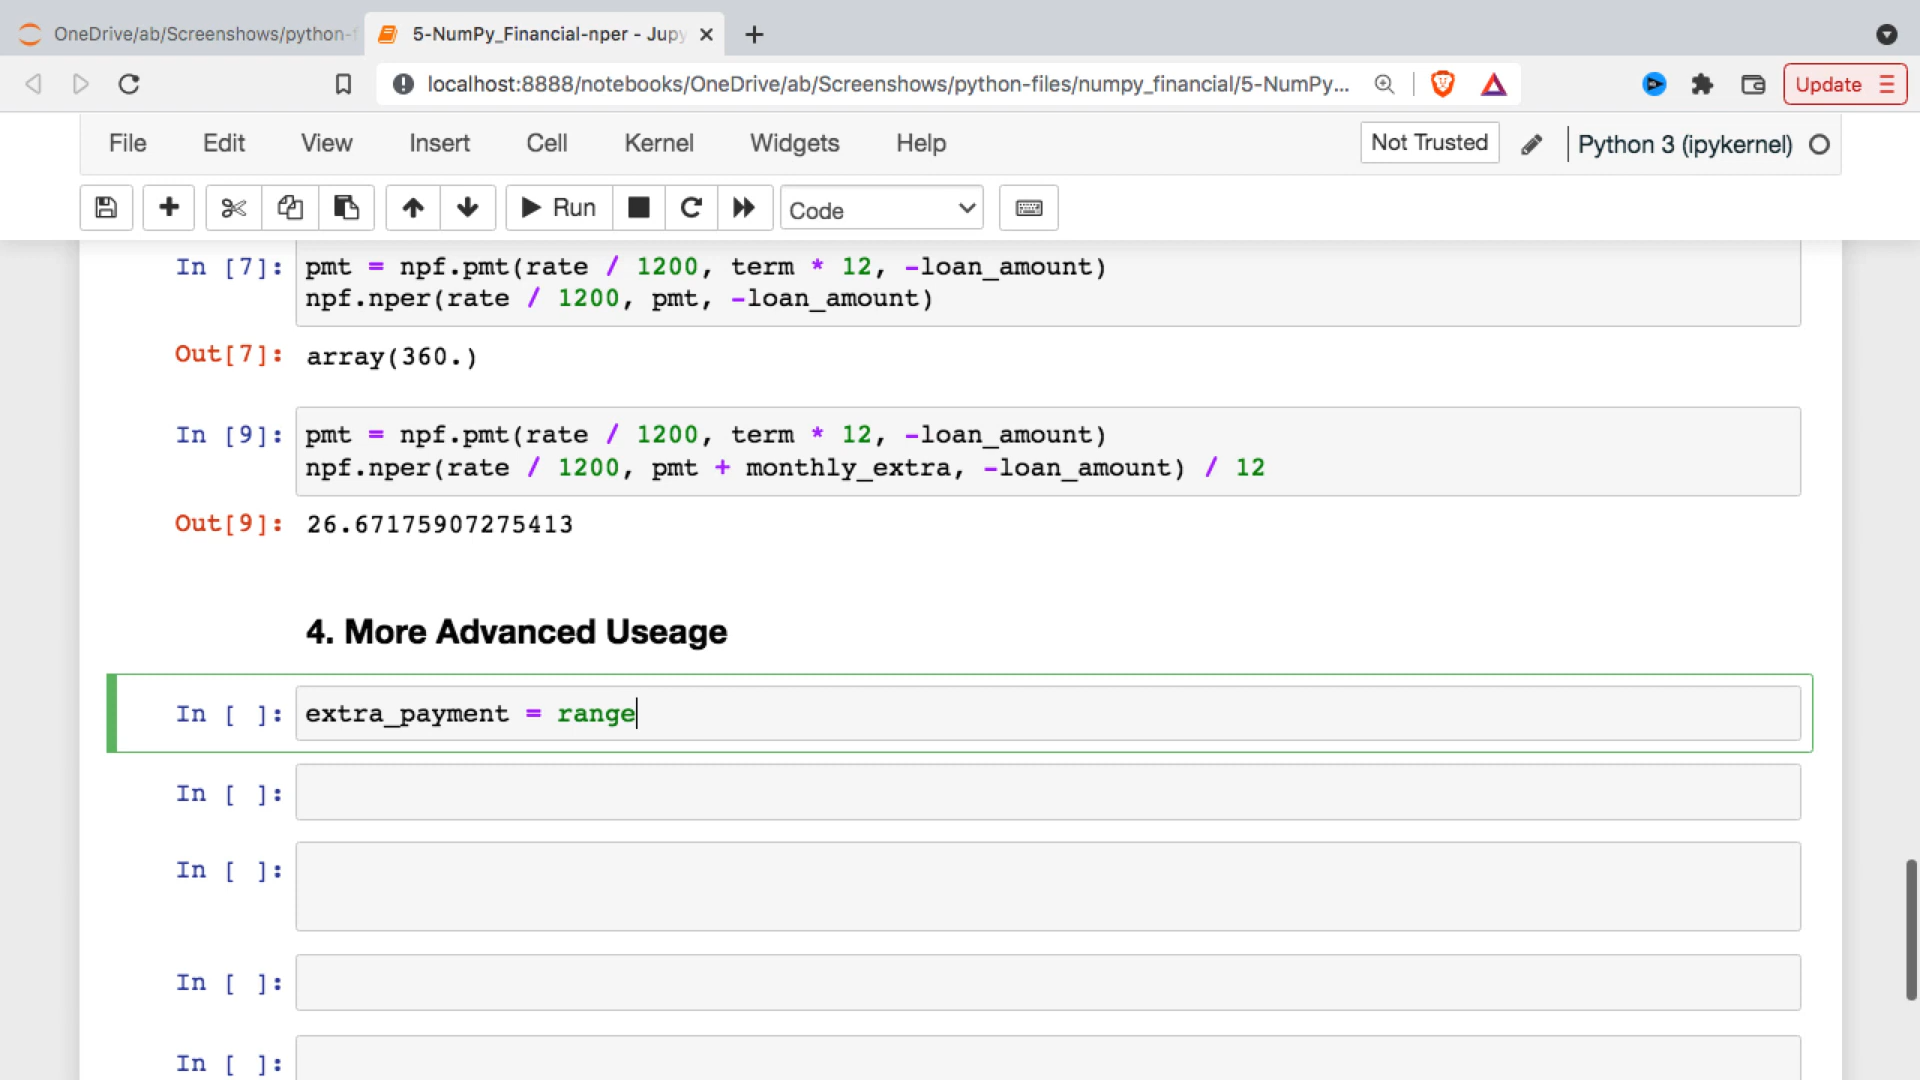 OneDrive/ab/Screenshows/python-f
5-NumPy_Financial-nper - Jupy
localhost:8888/notebooks/OneDrive/ab/Screenshows/python-files/numpy_financial/5-NumPy...
Update
File Edit View Insert Cell Kernel Widgets Help
Not Trusted
Python 3 (ipykernel)
Run
Code
In [7]: pmt = npf.pmt(rate / 1200, term * 12, -loan_amount)
npf.nper(rate / 1200, pmt, -loan_amount)
Out[7]: array(360.)
In [9]: pmt = npf.pmt(rate / 1200, term * 12, -loan_amount)
npf.nper(rate / 1200, pmt + monthly_extra, -loan_amount) / 12
Out[9]: 26.67175907275413
4. More Advanced Useage
In [ ]: extra_payment = range
In [ ]:
In [ ]:
In [ ]:
In [ ]: